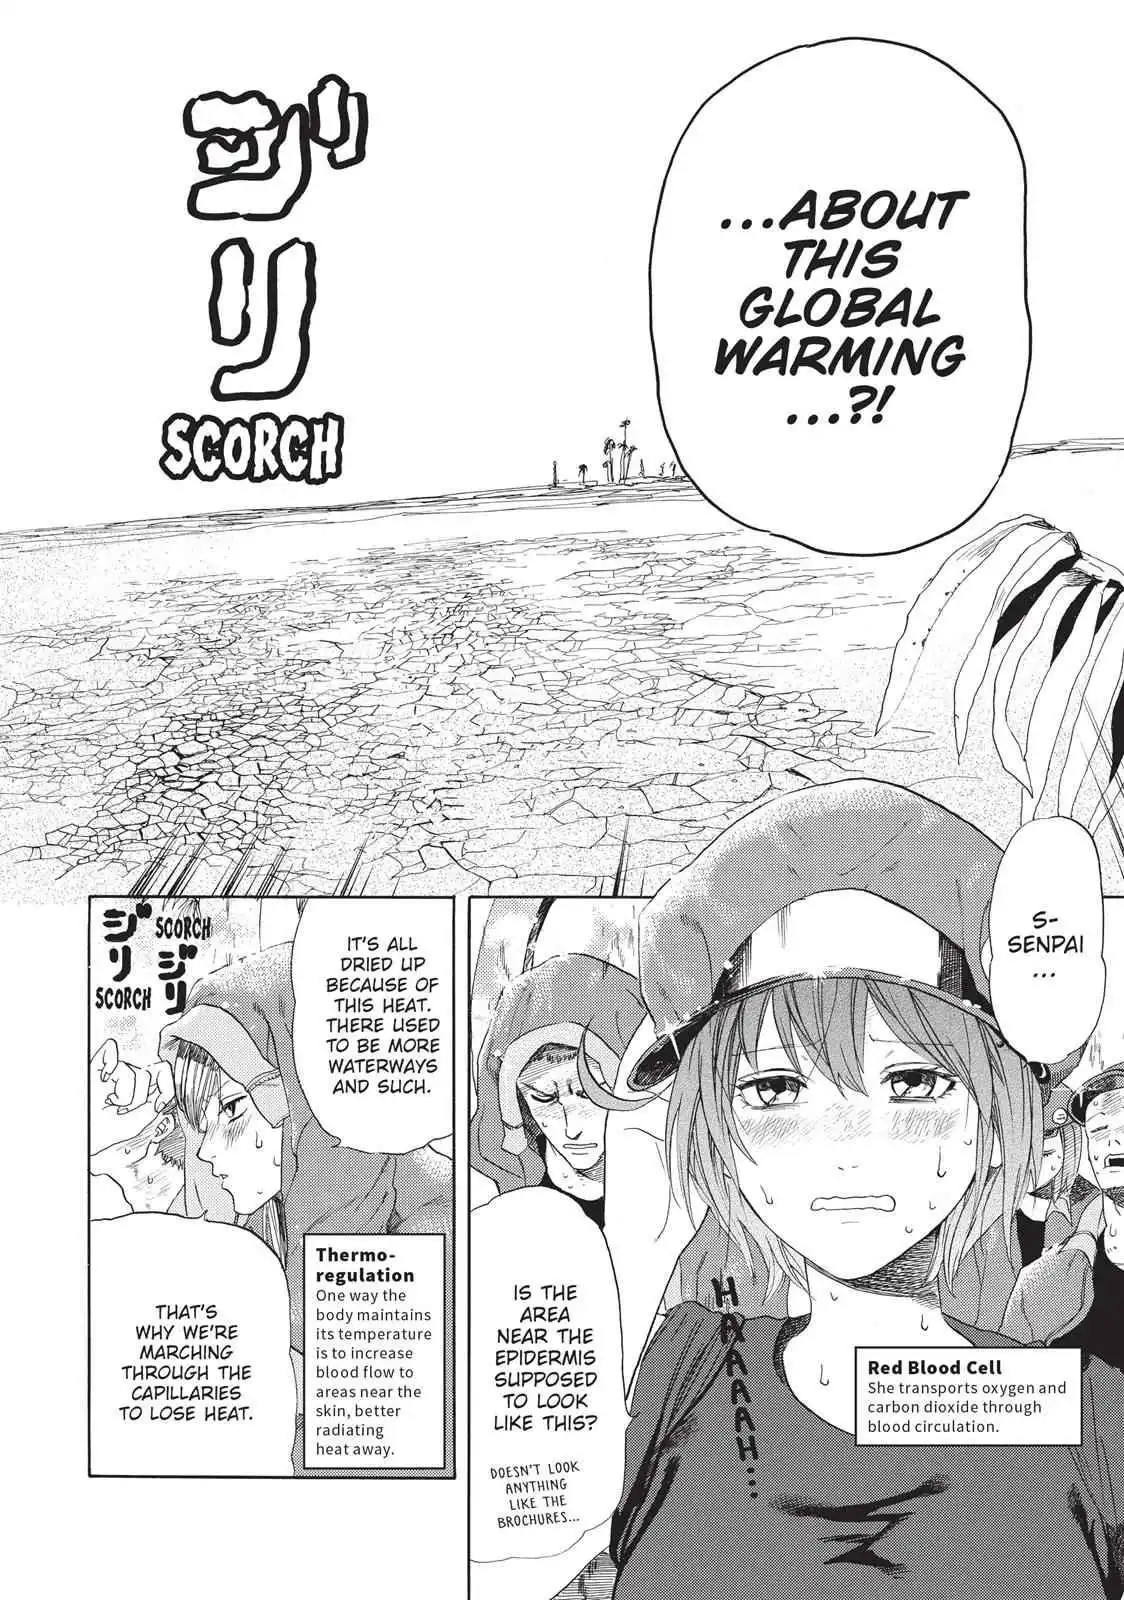 ...ABOUT
THIS
GLOBAL
WARMING
...?!
ジリ
SCORCH
S-
SENPAI
...
IS THE
AREA
NEAR THE
EPIDERMIS
SUPPOSED
TO LOOK
LIKE THIS?
DOESN'T LOOK
ANYTHING
LIKE THE
BROCHURES...
HAAAAH...
Red Blood Cell
She transports oxygen and
carbon dioxide through
blood circulation.
IT'S ALL
DRIED UP
BECAUSE OF
THIS HEAT.
THERE USED
TO BE MORE
WATERWAYS
AND SUCH.
ジリ
SCORCH
ジリ
SCORCH
Thermo-
regulation
One way the
body maintains
its temperature
is to increase
blood flow to
areas near the
skin, better
radiating
heat away.
THAT'S
WHY WE'RE
MARCHING
THROUGH THE
CAPILLARIES
TO LOSE HEAT.